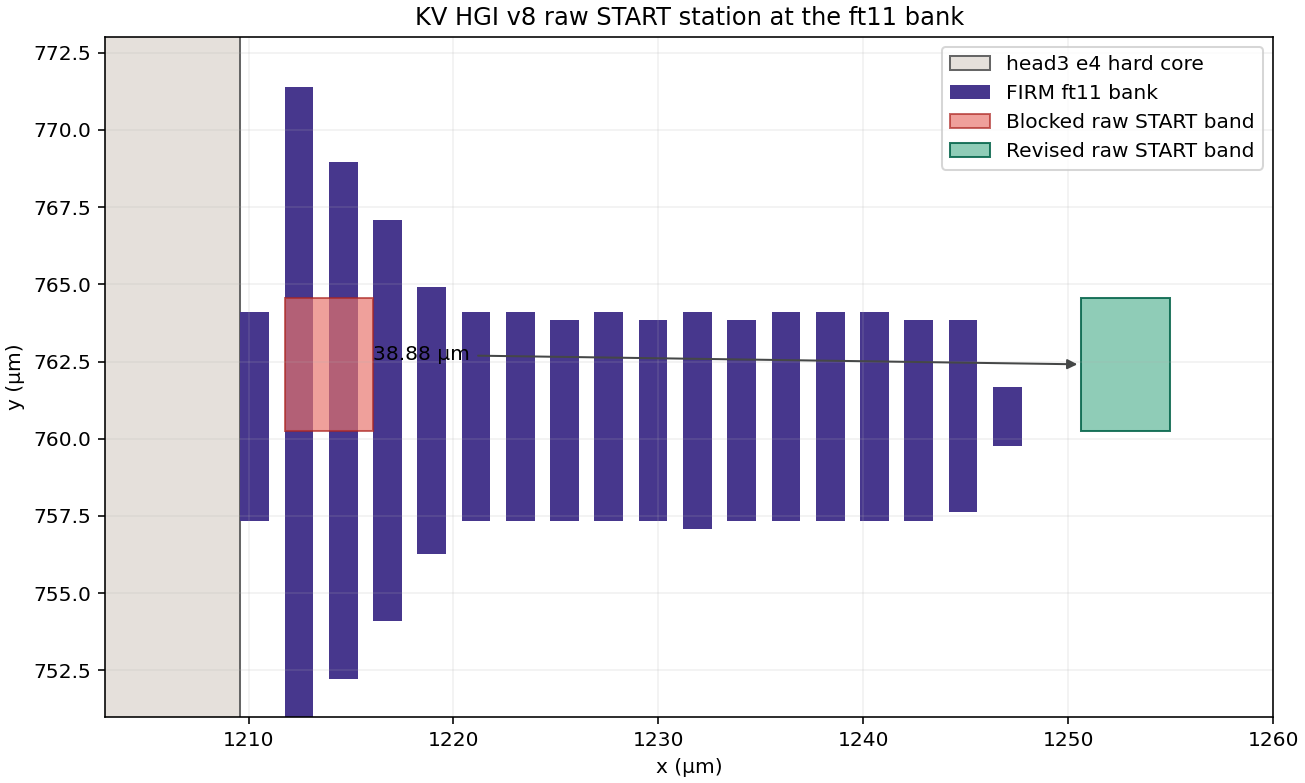 KV HGI v8 raw START station at the ft11 bank
head3 e4 hard core
FIRM ft11 bank
Blocked raw START band
Revised raw START band
38.88 µm
y (µm)
772.5
770.0
767.5
765.0
762.5
760.0
757.5
755.0
752.5
1210
1220
1230
1240
1250
1260
x (µm)